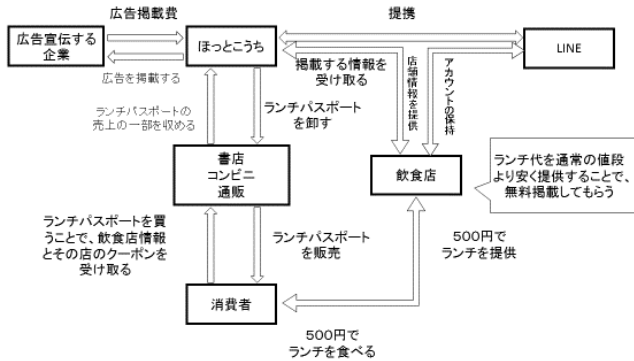 広告掲載費
提携
広告宣伝する
企業
ほっとこうち
LINE
広告を掲載する
掲載する情報を
受け取る
店舗情報を提供
アカウントの保持
ランチパスポートの
売上の一部を収める
ランチパスポート
を卸す
書店
コンビニ
通販
飲食店
ランチ代を通常の値段
より安く提供することで、
無料掲載してもらう
ランチパスポートを買
うことで、飲食店情報
とその店のクーポンを
受け取る
ランチパスポート
を販売
500円で
ランチを提供
消費者
500円で
ランチを食べる